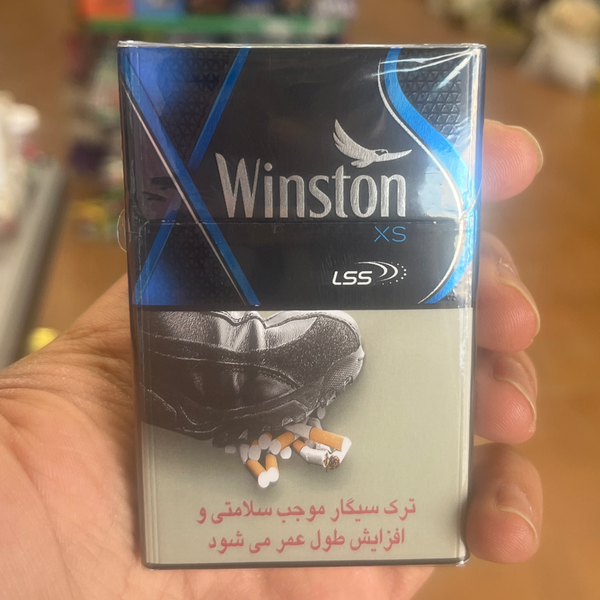 Winston
XS
LSS
ترک سیگار موجب سلامتی و
افزایش طول عمر می شود